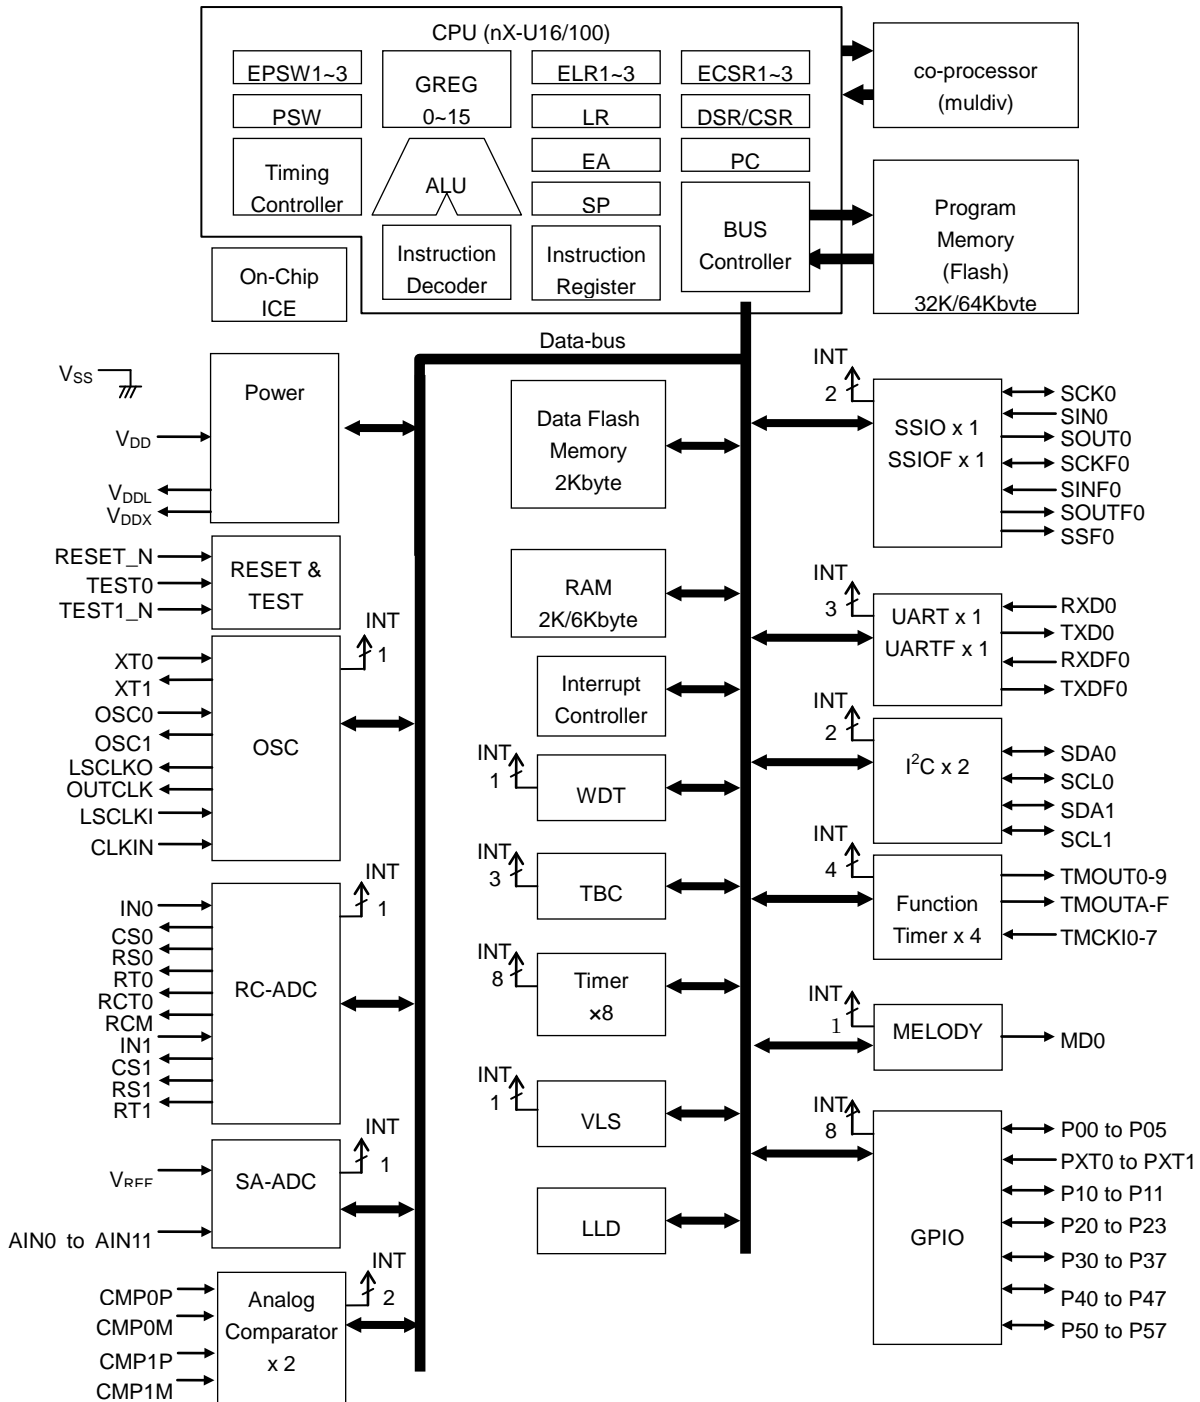 CPU (nX-U16/100)
EPSW1~3
GREG
0~15
ELR1~3
ECSR1~3
PSW
LR
DSR/CSR
Timing
Controller
ALU
EA
PC
SP
BUS
Controller
Instruction
Decoder
Instruction
Register
On-Chip
ICE
co-processor
(muldiv)
Program
Memory
(Flash)
32K/64Kbyte
Data-bus
VSS
VDD
VDDL
VDDX
Power
RESET_N
TEST0
TEST1_N
RESET &
TEST
INT
1
XT0
XT1
OSC0
OSC1
LSCLKO
OUTCLK
LSCLKI
CLKIN
OSC
INT
1
IN0
CS0
RS0
RT0
RCT0
RCM
IN1
CS1
RS1
RT1
RC-ADC
INT
1
VREF
AIN0 to AIN11
SA-ADC
INT
2
CMP0P
CMP0M
CMP1P
CMP1M
Analog
Comparator
x 2
Data Flash
Memory
2Kbyte
RAM
2K/6Kbyte
Interrupt
Controller
INT
1
WDT
INT
3
TBC
INT
8
Timer
×8
INT
1
VLS
LLD
INT
2
SSIO x 1
SSIOF x 1
SCK0
SIN0
SOUT0
SCKF0
SINF0
SOUTF0
SSF0
INT
3
UART x 1
UARTF x 1
RXD0
TXD0
RXDF0
TXDF0
INT
2
I2C x 2
SDA0
SCL0
SDA1
SCL1
INT
4
Function
Timer x 4
TMOUT0-9
TMOUTA-F
TMCKI0-7
INT
1
MELODY
MD0
INT
8
GPIO
P00 to P05
PXT0 to PXT1
P10 to P11
P20 to P23
P30 to P37
P40 to P47
P50 to P57